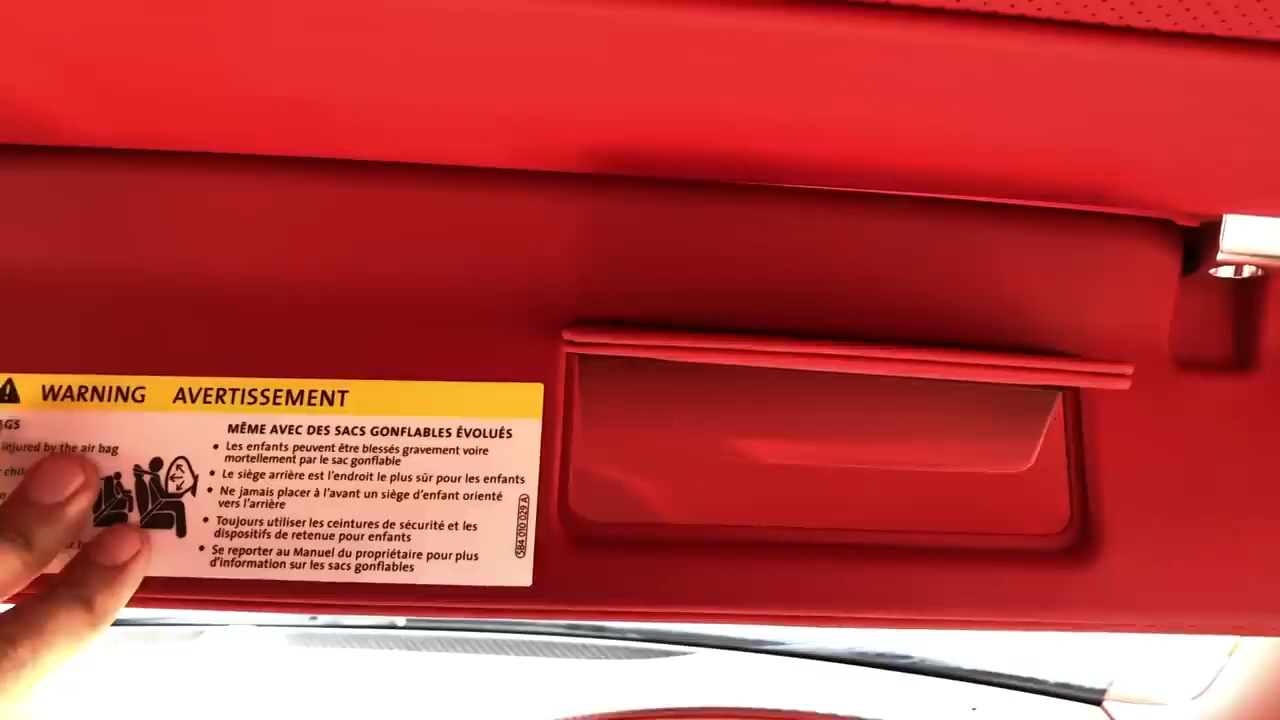 WARNING AVERTISSEMENT
AGS
injured by the air bag
MÊME AVEC DES SACS GONFLABLES ÉVOLUÉS
• Les enfants peuvent être blessés gravement voire
mortellement par le sac gonflable
• Le siège arrière est l'endroit le plus sûr pour les enfants
• Ne jamais placer à l'avant un siège d'enfant orienté
vers l'arrière
• Toujours utiliser les ceintures de sécurité et les
dispositifs de retenue pour enfants
• Se reporter au Manuel du propriétaire pour plus
d'information sur les sacs gonflables
5B4 010 029 A